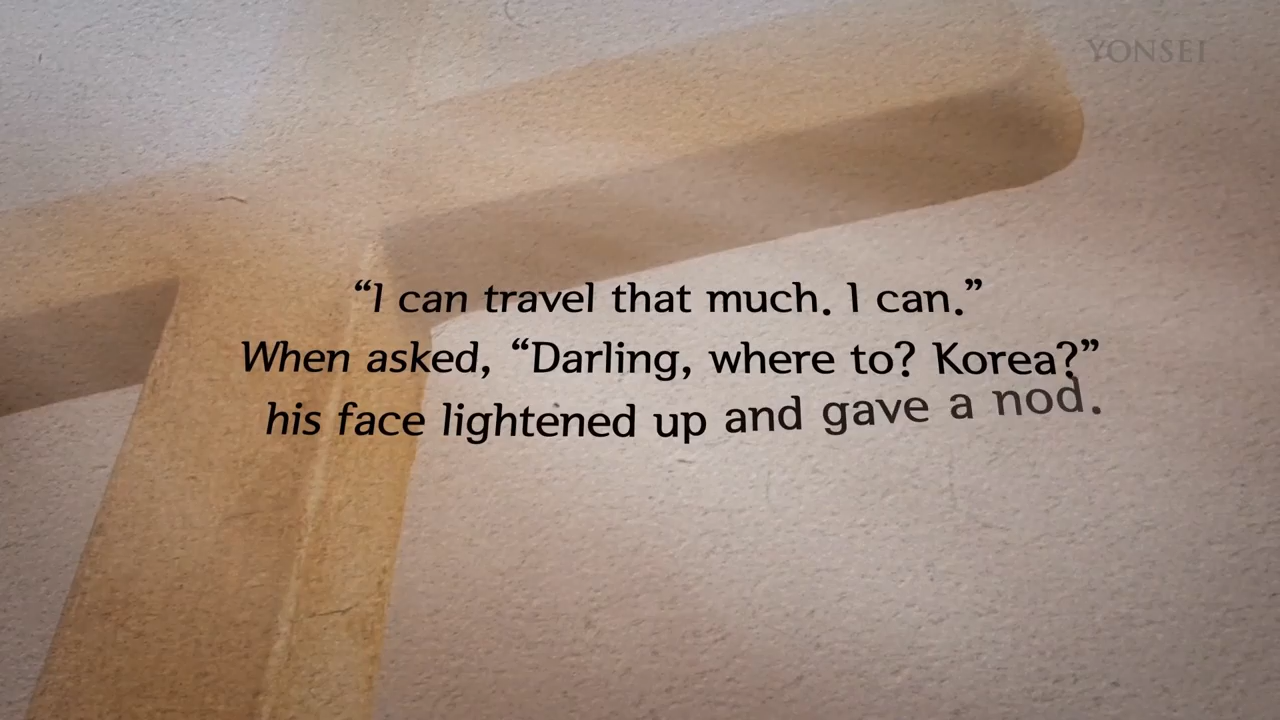 YONSEI
“I can travel that much. I can.”
When asked, “Darling, where to? Korea?”
his face lightened up and gave a nod.